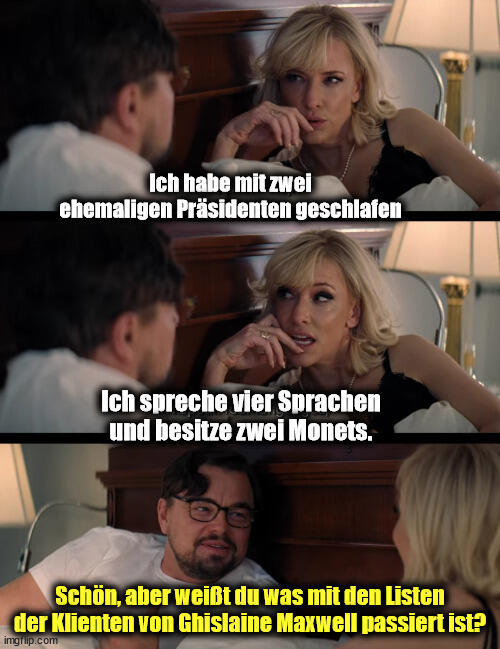 Ich habe mit zwei
ehemaligen Präsidenten geschlafen
Ich spreche vier Sprachen
und besitze zwei Monets.
Schön, aber weißt du was mit den Listen
der Klienten von Ghislaine Maxwell passiert ist?
imgflip.com